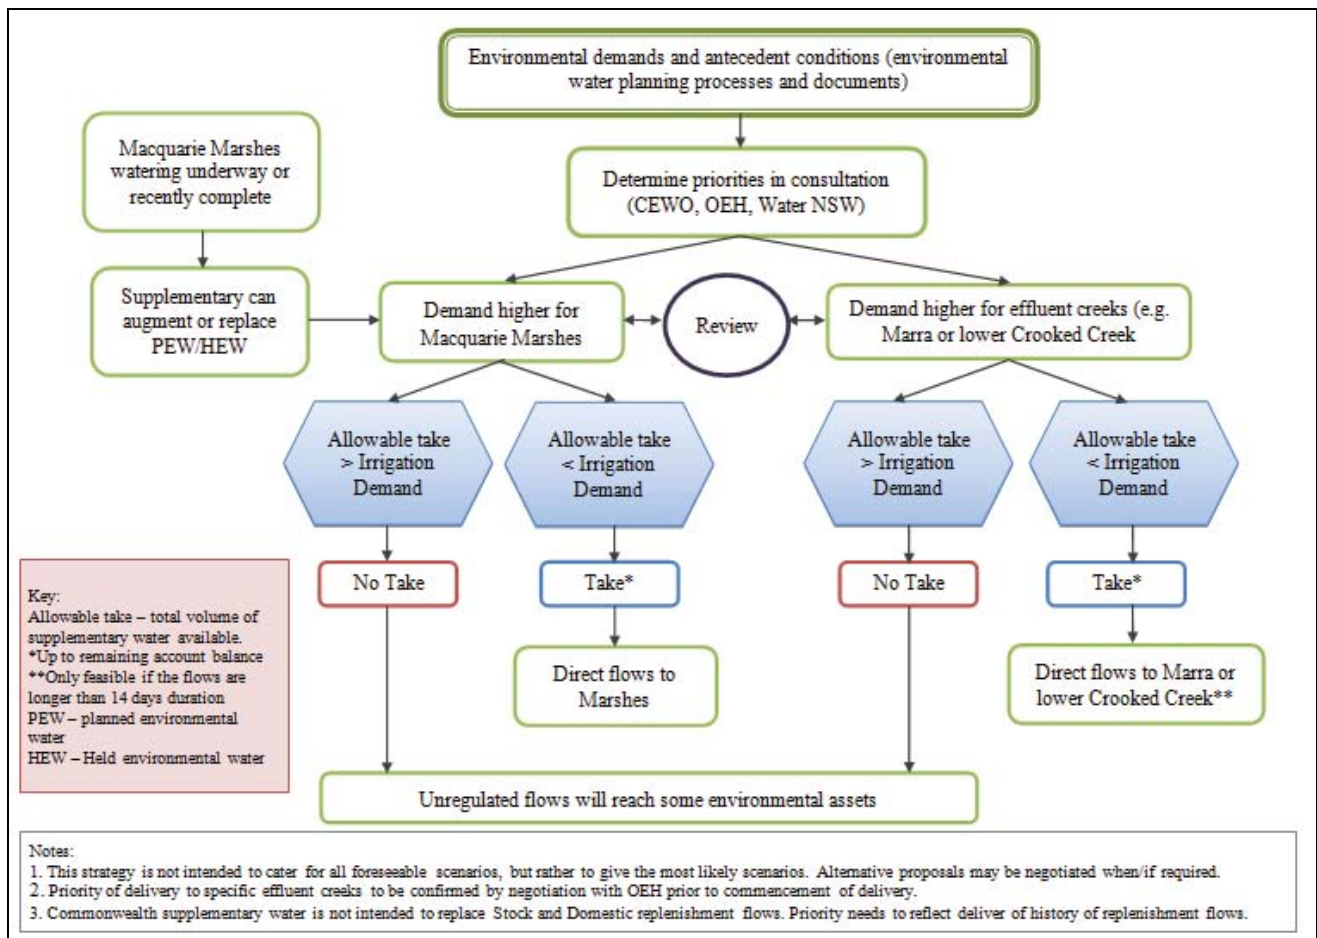 Environmental demands and antecedent conditions (environmental
water planning processes and documents)
Macquarie Marshes
watering underway or
recently complete
Determine priorities in consultation
(CEWO, OEH, Water NSW)
Supplementary can
augment or replace
PEW/HEW
Demand higher for
Macquarie Marshes
Review
Demand higher for effluent creeks (e.g.
Marra or lower Crooked Creek
Allowable take
> Irrigation
Demand
Allowable take
< Irrigation
Demand
Allowable take
> Irrigation
Demand
Allowable take
< Irrigation
Demand
No Take
Take*
No Take
Take*
Direct flows to
Marshes
Direct flows to Marra or
lower Crooked Creek**
Key:
Allowable take – total volume of
supplementary water available.
*Up to remaining account balance
**Only feasible if the flows are
longer than 14 days duration
PEW – planned environmental
water
HEW – Held environmental water
Unregulated flows will reach some environmental assets
Notes:
1. This strategy is not intended to cater for all foreseeable scenarios, but rather to give the most likely scenarios. Alternative proposals may be negotiated when/if required.
2. Priority of delivery to specific effluent creeks to be confirmed by negotiation with OEH prior to commencement of delivery.
3. Commonwealth supplementary water is not intended to replace Stock and Domestic replenishment flows. Priority needs to reflect deliver of history of replenishment flows.